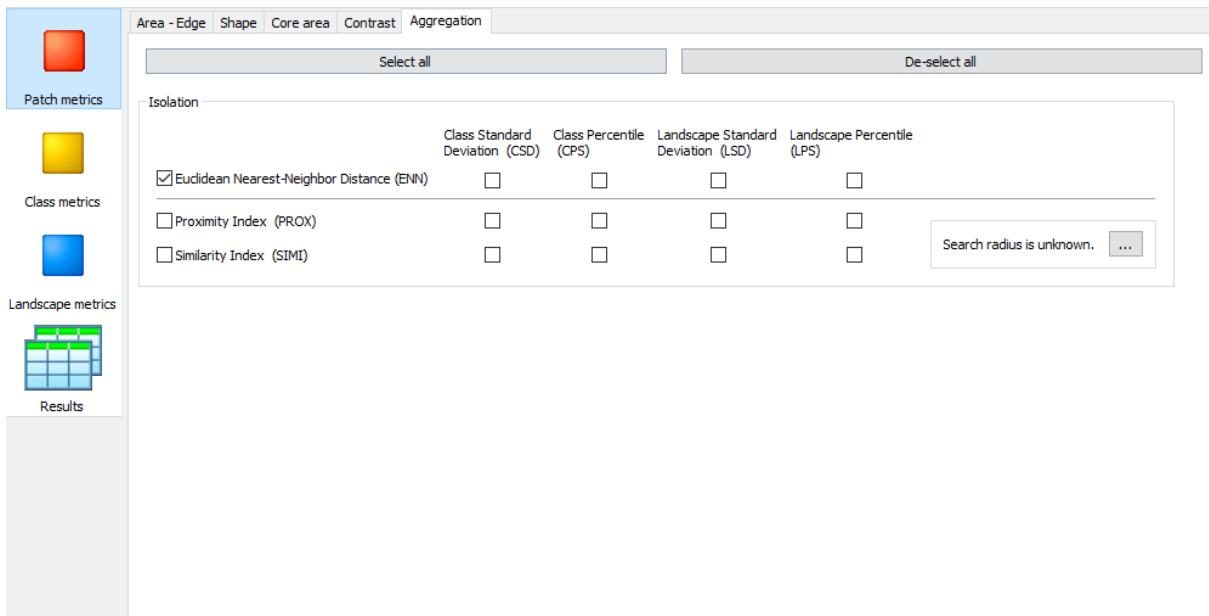 Area - Edge Shape Core area Contrast Aggregation
Select all De-select all
Patch metrics
Class metrics
Landscape metrics
Results
Isolation
Class Standard
Deviation (CSD)
Class Percentile
(CPS)
Landscape Standard
Deviation (LSD)
Landscape Percentile
(LPS)
Euclidean Nearest-Neighbor Distance (ENN)
Proximity Index (PROX)
Similarity Index (SIMI)
Search radius is unknown. ...